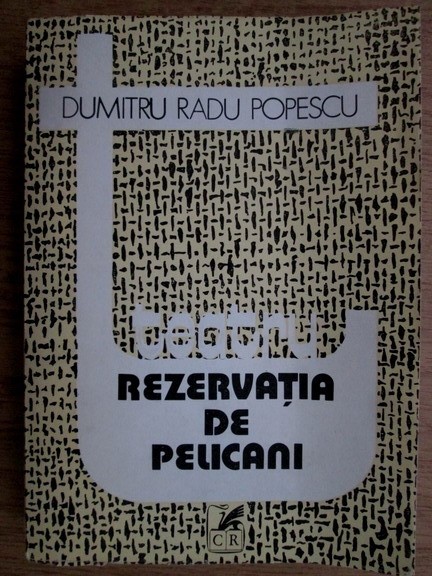 DUMITRU RADU POPESCU
teatru
REZERVAȚIA
DE
PELICANI
CR